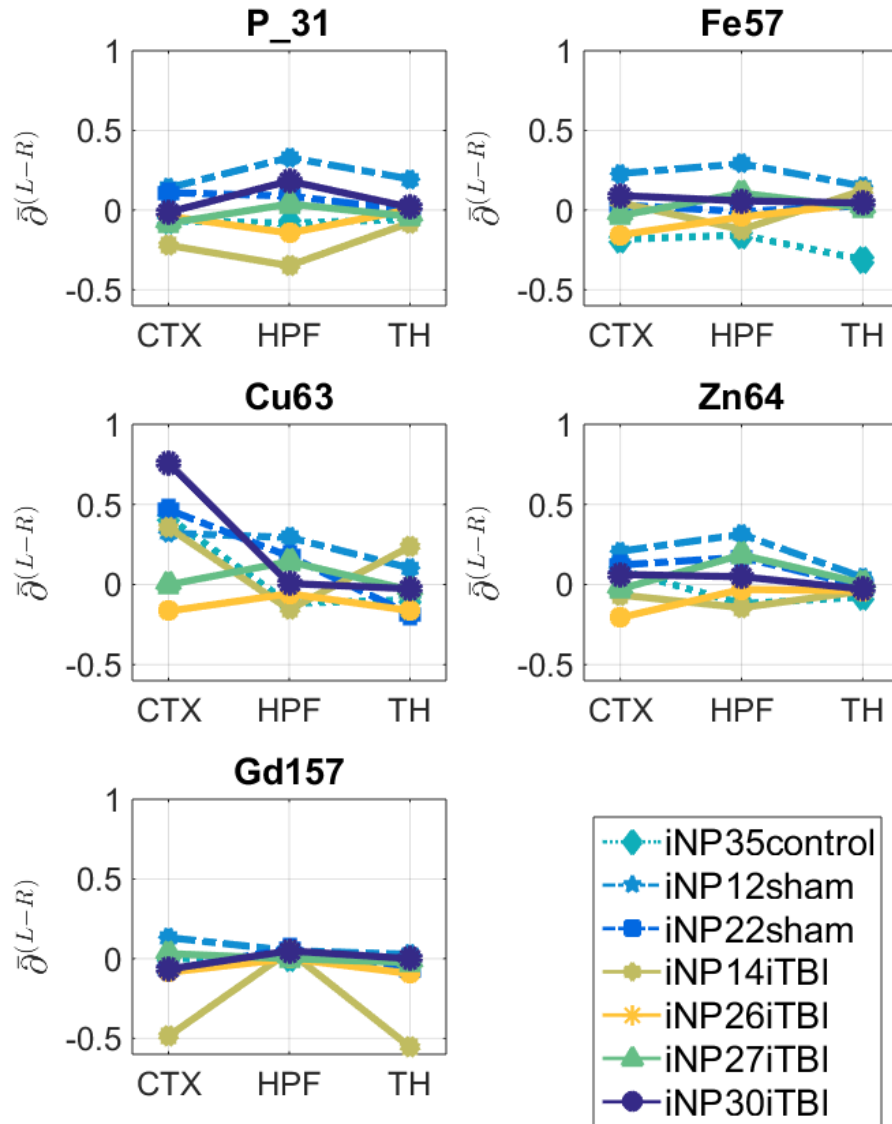 P_31
1
0.5
0
-0.5
∂̄^(L−R)
CTX HPF TH
Fe57
1
0.5
0
-0.5
∂̄^(L−R)
CTX HPF TH
Cu63
1
0.5
0
-0.5
∂̄^(L−R)
CTX HPF TH
Zn64
1
0.5
0
-0.5
∂̄^(L−R)
CTX HPF TH
Gd157
1
0.5
0
-0.5
∂̄^(L−R)
CTX HPF TH
iNP35control
iNP12sham
iNP22sham
iNP14iTBI
iNP26iTBI
iNP27iTBI
iNP30iTBI